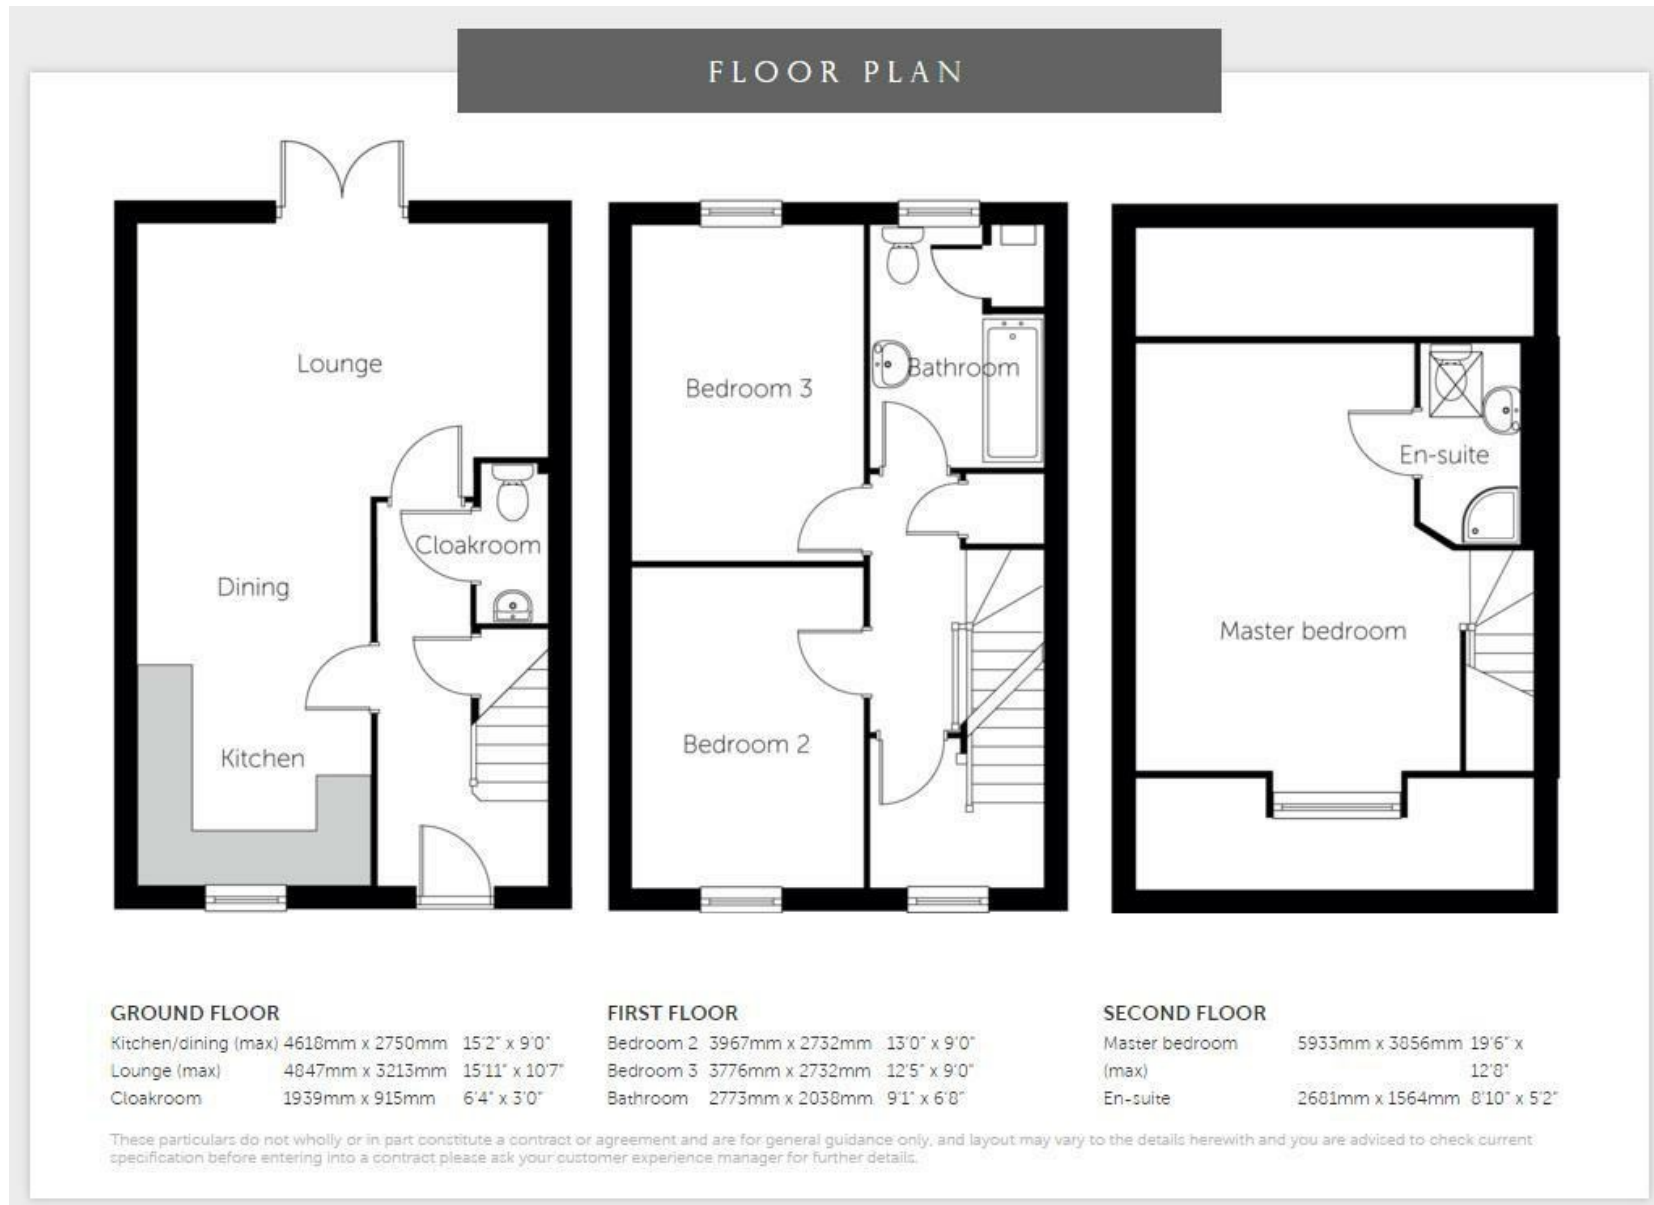 FLOOR PLAN
Lounge
Cloakroom
Dining
Kitchen
Bedroom 3
Bathroom
Bedroom 2
En-suite
Master bedroom
GROUND FLOOR
Kitchen/dining (max) 4618mm x 2750mm 15'2" x 9'0"
Lounge (max) 4847mm x 3213mm 15'11" x 10'7"
Cloakroom 1939mm x 915mm 6'4" x 3'0"
FIRST FLOOR
Bedroom 2 3967mm x 2732mm 13'0" x 9'0"
Bedroom 3 3776mm x 2732mm 12'5" x 9'0"
Bathroom 2773mm x 2038mm 9'1" x 6'8"
SECOND FLOOR
Master bedroom 5933mm x 3856mm 19'6" x
(max) 12'8"
En-suite 2681mm x 1564mm 8'10" x 5'2"
These particulars do not wholly or in part constitute a contract or agreement and are for general guidance only, and layout may vary to the details herewith and you are advised to check current
specification before entering into a contract please ask your customer experience manager for further details.